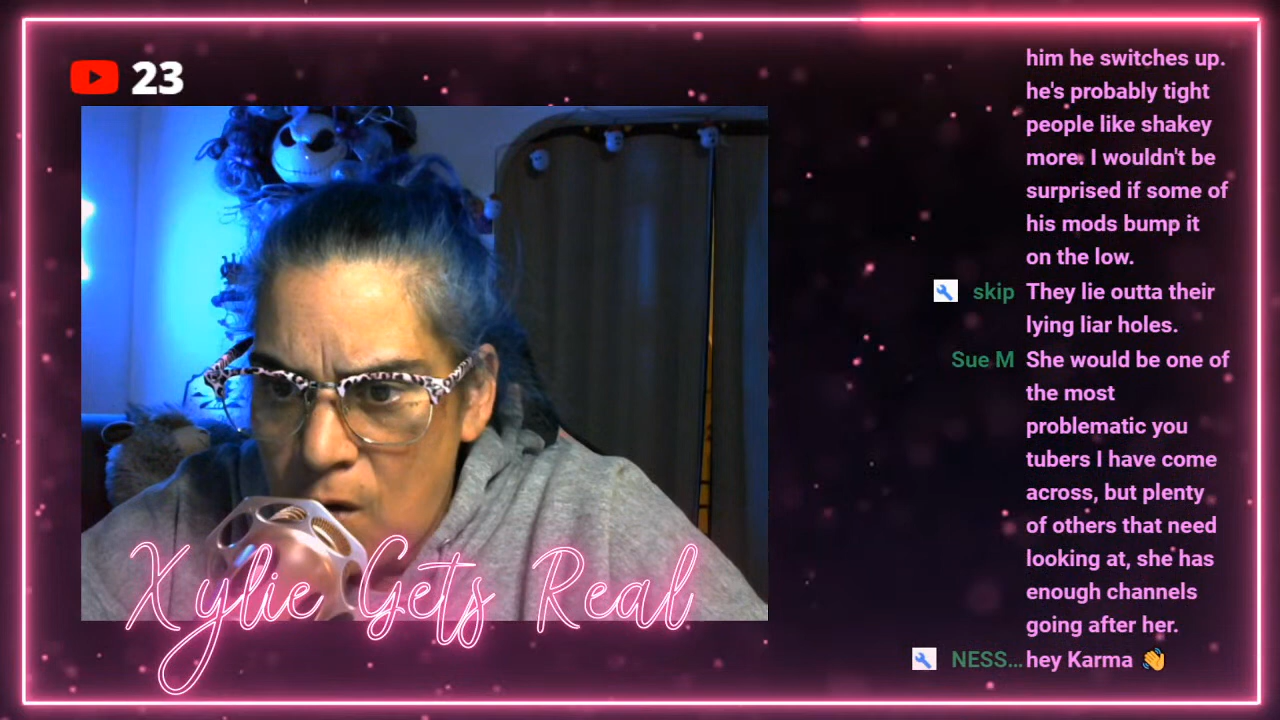 23
Xylie Gets Real
him he switches up.
he's probably tight
people like shakey
more. I wouldn't be
surprised if some of
his mods bump it
on the low.
skip They lie outta their
lying liar holes.
Sue M She would be one of
the most
problematic you
tubers I have come
across, but plenty
of others that need
looking at, she has
enough channels
going after her.
NESS... hey Karma 👋